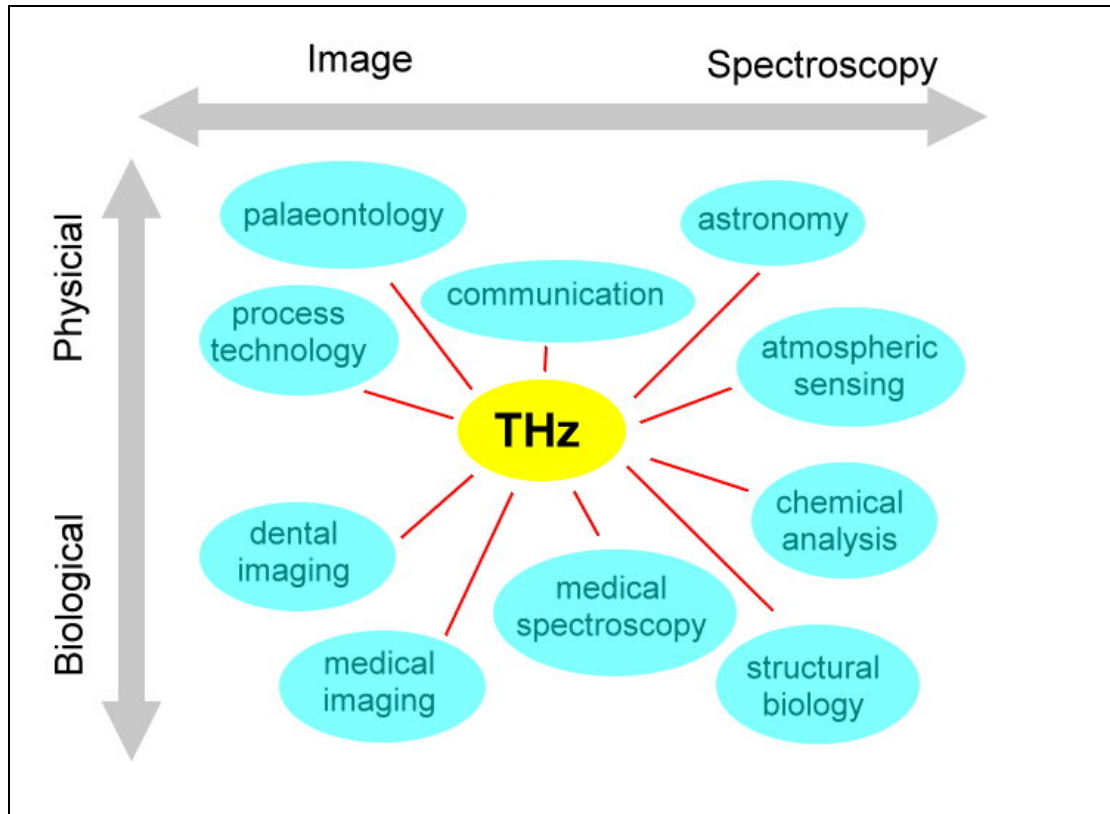 Image
Spectroscopy
Physicial
Biological
palaeontology
astronomy
communication
process
technology
atmospheric
sensing
THz
chemical
analysis
dental
imaging
medical
spectroscopy
medical
imaging
structural
biology